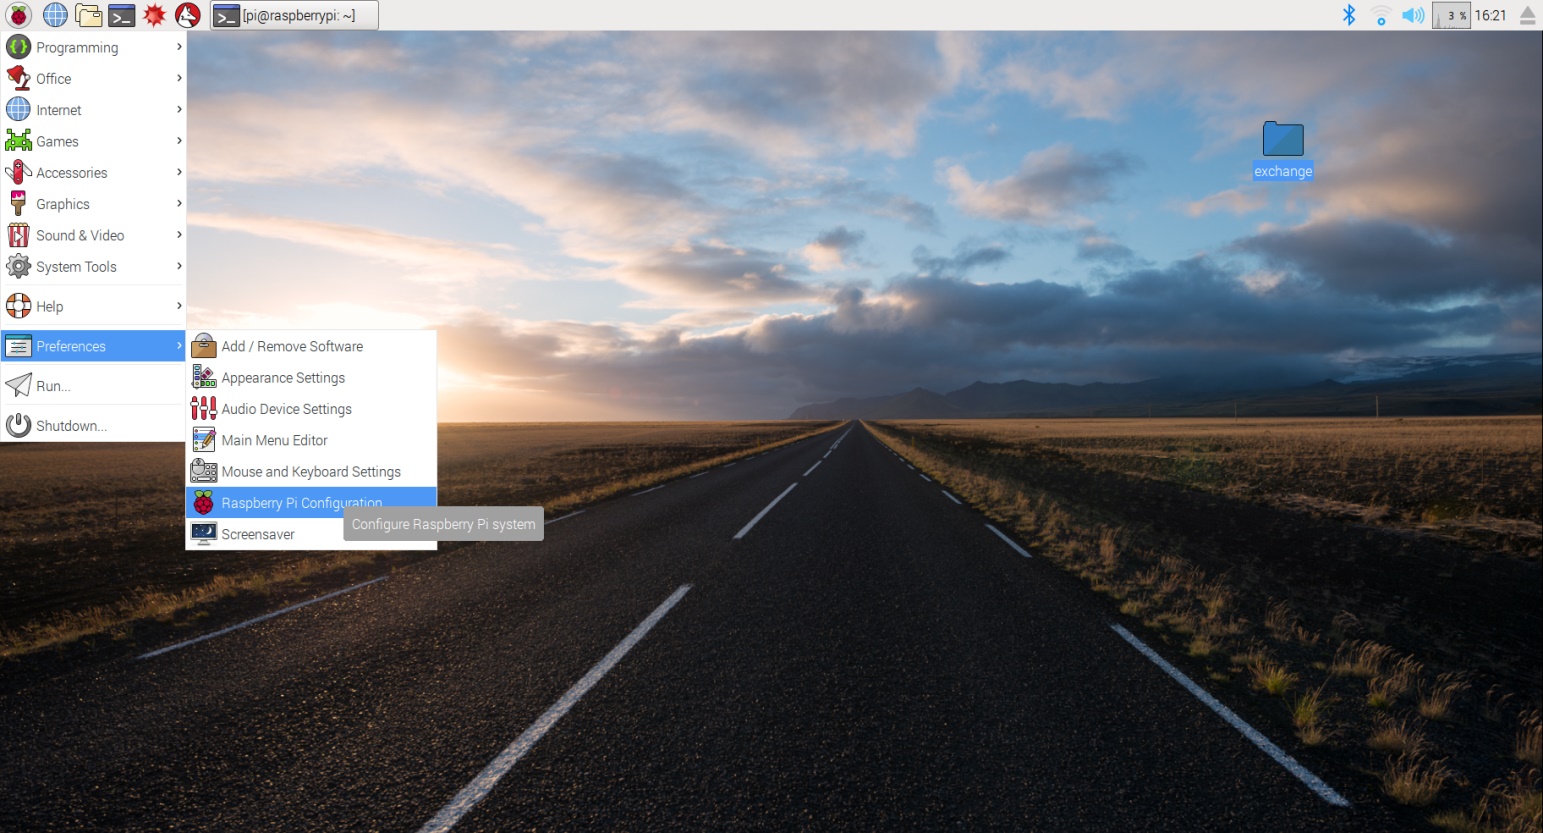 [pi@raspberrypi: ~]
3 %
16:21
Programming
Office
Internet
Games
Accessories
Graphics
Sound & Video
System Tools
Help
Preferences
Run...
Shutdown...
Add / Remove Software
Appearance Settings
Audio Device Settings
Main Menu Editor
Mouse and Keyboard Settings
Raspberry Pi Configuration
Configure Raspberry Pi system
Screensaver
exchange